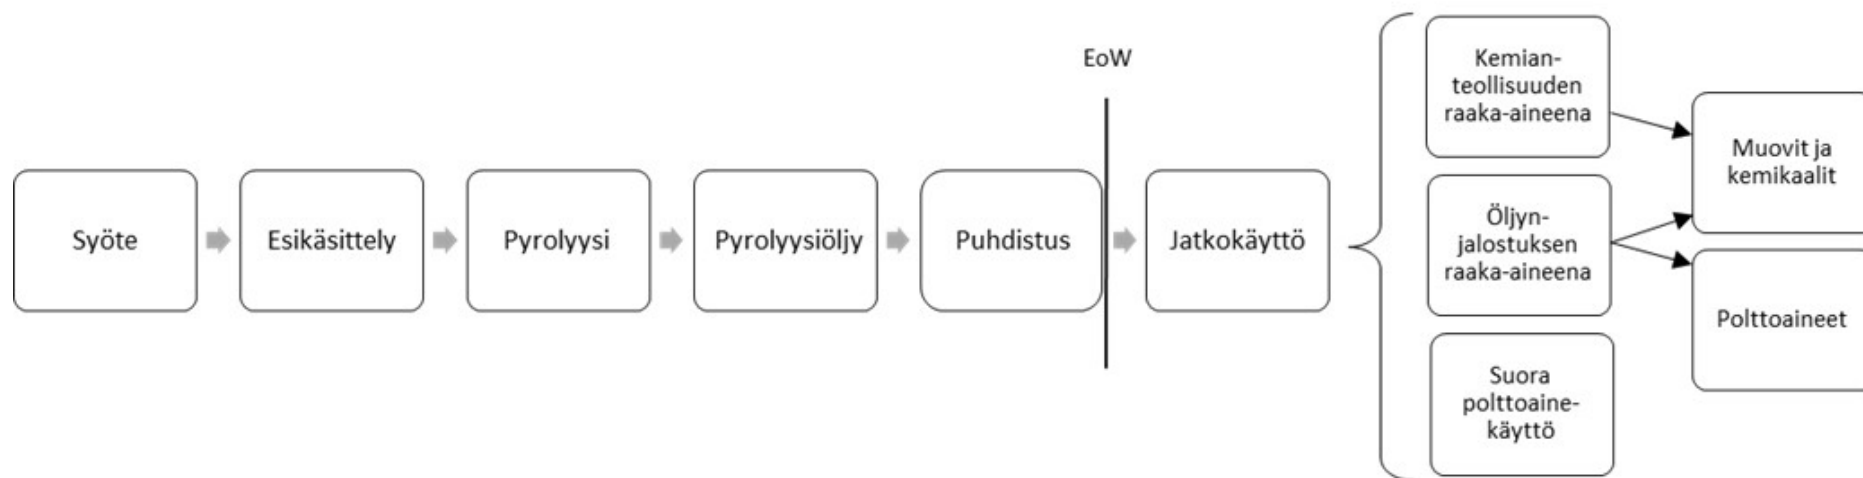 EoW
Syöte
Esikäsittely
Pyrolyysi
Pyrolyysiöljy
Puhdistus
Jatkokäyttö
Kemian-
teollisuuden
raaka-aineena
Öljyn-
jalostuksen
raaka-aineena
Suora
polttoaine-
käyttö
Muovit ja
kemikaalit
Polttoaineet